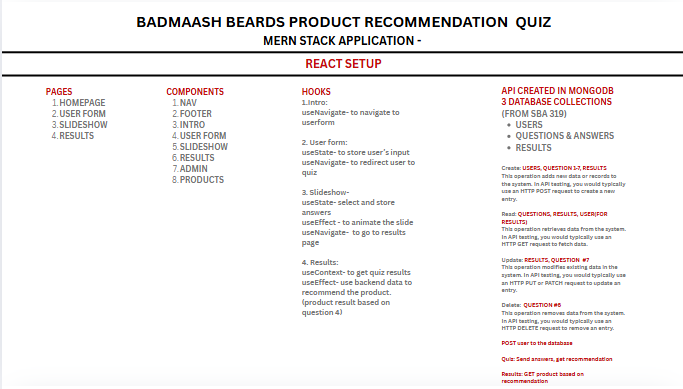 BADMAASH BEARDS PRODUCT RECOMMENDATION QUIZ
MERN STACK APPLICATION -
REACT SETUP
PAGES
1. HOMEPAGE
2. USER FORM
3. SLIDESHOW
4. RESULTS
COMPONENTS
1. NAV
2. FOOTER
3. INTRO
4. USER FORM
5. SLIDESHOW
6. RESULTS
7. ADMIN
8. PRODUCTS
HOOKS
1.Intro:
useNavigate- to navigate to
userform
2. User form:
useState- to store user's input
useNavigate- to redirect user to
quiz
3. Slideshow-
useState- select and store
answers
useEffect - to animate the slide
useNavigate- to go to results
page
4. Results:
useContext- to get quiz results
useEffect- use backend data to
recommend the product.
(product result based on
question 4)
API CREATED IN MONGODB
3 DATABASE COLLECTIONS
(FROM SBA 319)
• USERS
• QUESTIONS & ANSWERS
• RESULTS
Create: USERS, QUESTION 1-7, RESULTS
This operation adds new data or records to
the system. In API testing, you would typically
use an HTTP POST request to create a new
entry.
Read: QUESTIONS, RESULTS, USER(FOR
RESULTS)
This operation retrieves data from the system.
In API testing, you would typically use an
HTTP GET request to fetch data.
Update: RESULTS, QUESTION #7
This operation modifies existing data in the
system. In API testing, you would typically use
an HTTP PUT or PATCH request to update an
entry.
Delete: QUESTION #6
This operation removes data from the system.
In API testing, you would typically use an
HTTP DELETE request to remove an entry.
POST user to the database
Quiz: Send answers, get recommendation
Results: GET product based on
recommendation